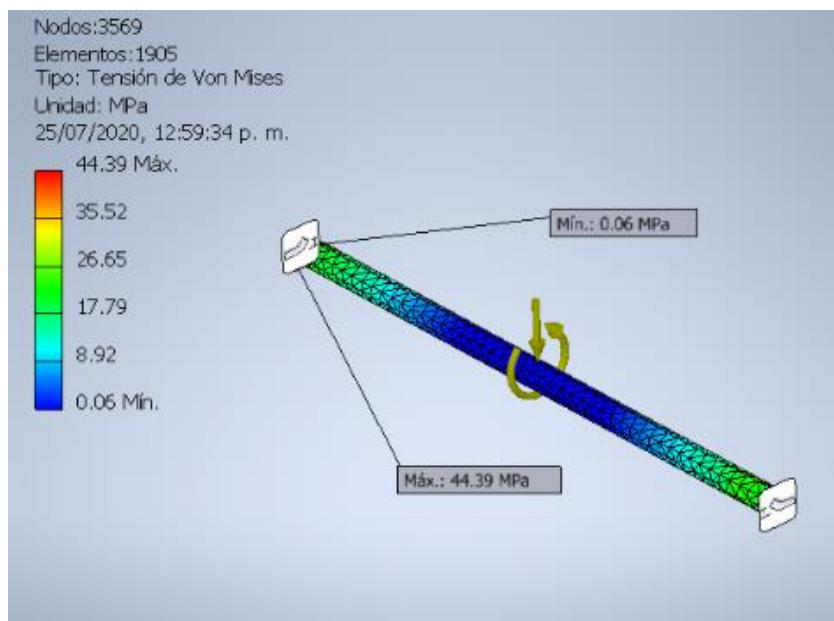 Nodos:3569
Elementos:1905
Tipo: Tensión de Von Mises
Unidad: MPa
25/07/2020, 12:59:34 p. m.
44.39 Máx.
35.52
26.65
17.79
8.92
0.06 Mín.
Mín.: 0.06 MPa
Máx.: 44.39 MPa